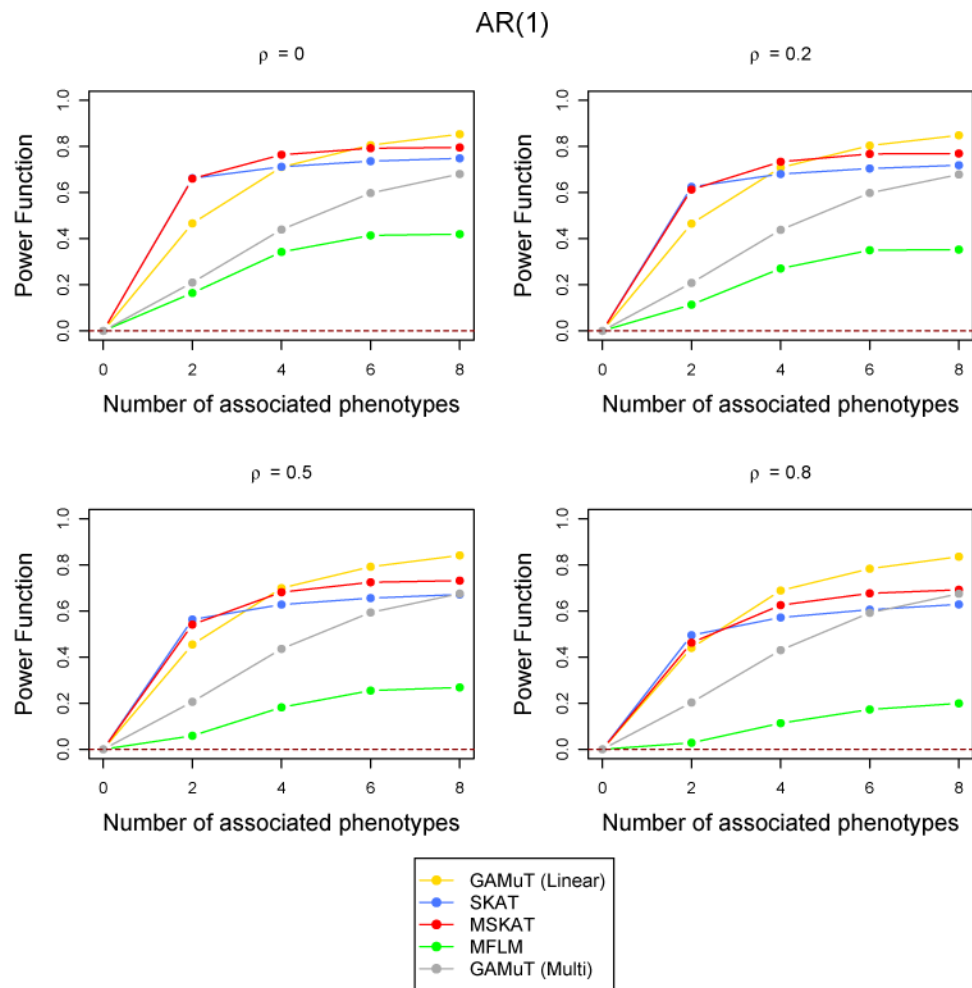 AR(1)
ρ = 0
ρ = 0.2
Power Function
0.0 0.2 0.4 0.6 0.8 1.0
0 2 4 6 8
Number of associated phenotypes
Power Function
0.0 0.2 0.4 0.6 0.8 1.0
0 2 4 6 8
Number of associated phenotypes
ρ = 0.5
ρ = 0.8
Power Function
0.0 0.2 0.4 0.6 0.8 1.0
0 2 4 6 8
Number of associated phenotypes
Power Function
0.0 0.2 0.4 0.6 0.8 1.0
0 2 4 6 8
Number of associated phenotypes
GAMuT (Linear)
SKAT
MSKAT
MFLM
GAMuT (Multi)